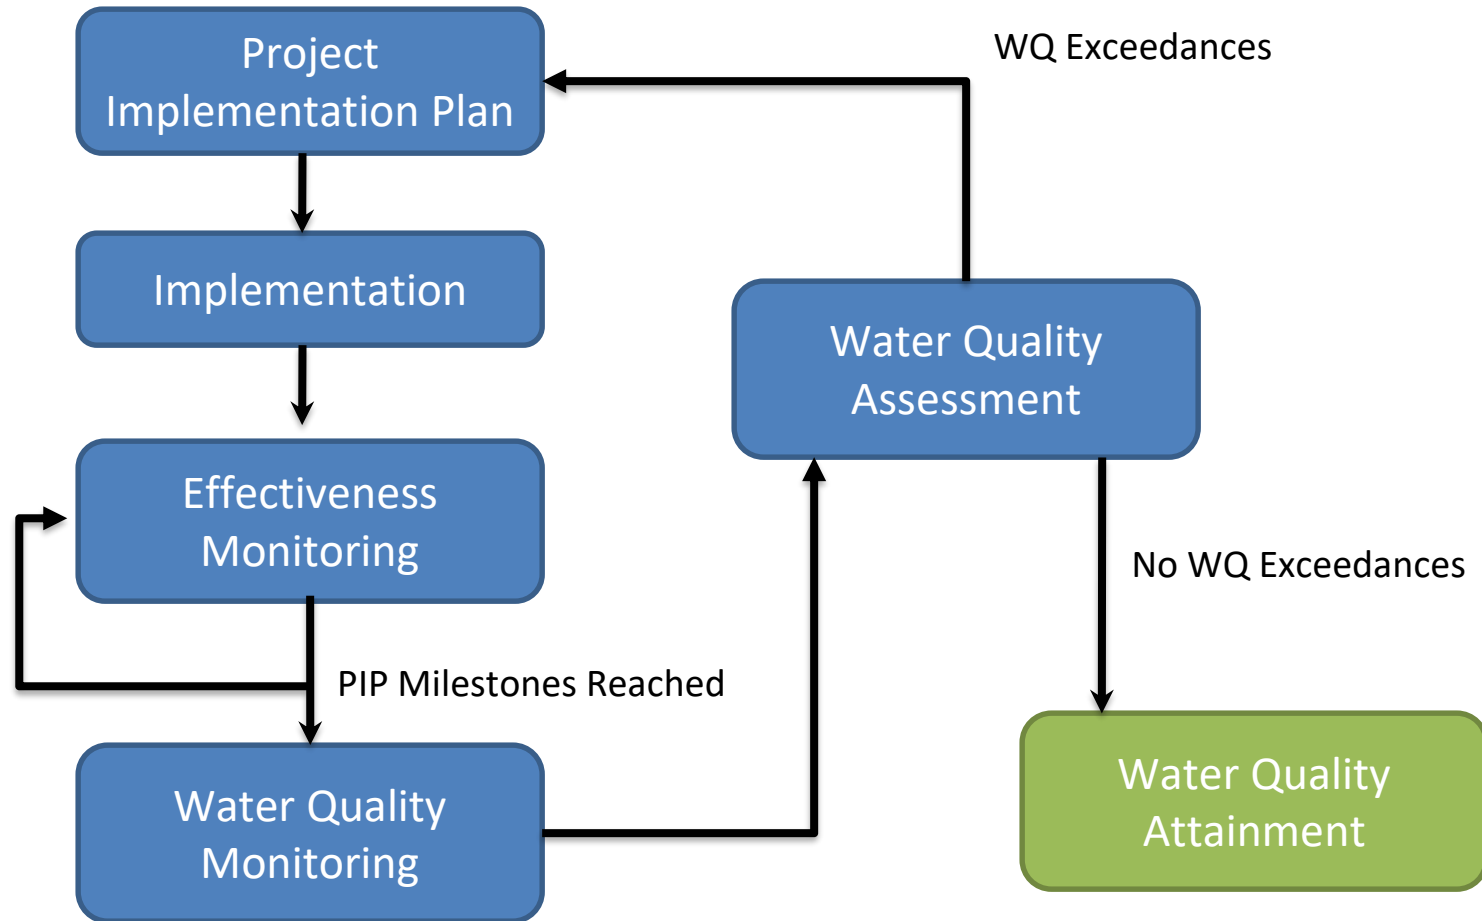 Project
Implementation Plan
WQ Exceedances
Implementation
Water Quality
Assessment
Effectiveness
Monitoring
No WQ Exceedances
PIP Milestones Reached
Water Quality
Monitoring
Water Quality
Attainment